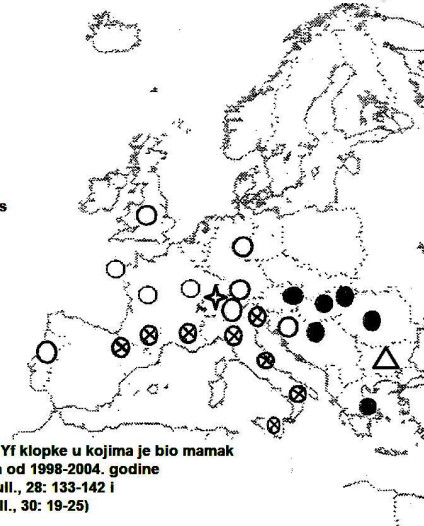 s
Yf klopke u kojima je bio mamak
od 1998-2004. godine
ull., 28: 133-142 i
ll., 30: 19-25)